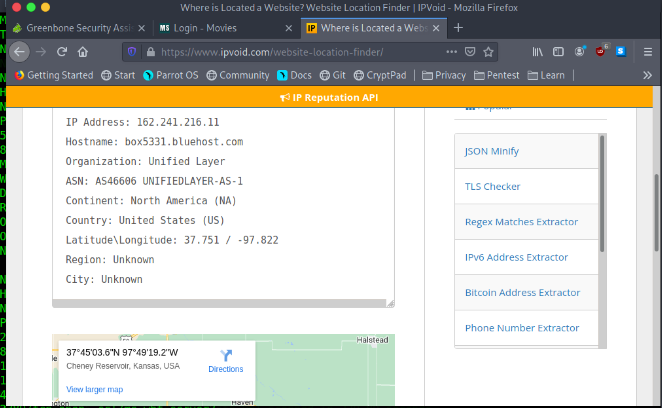 Where is Located a Website? Website Location Finder | IPVoid - Mozilla Firefox
Greenbone Security Assis
MS Login - Movies
IP Where is Located a Webs
https://www.ipvoid.com/website-location-finder/
6
Getting Started
Start
Parrot OS
Community
Docs
Git
CryptPad
Privacy
Pentest
Learn
IP Reputation API
IP Address: 162.241.216.11
Hostname: box5331.bluehost.com
Organization: Unified Layer
ASN: AS46606 UNIFIEDLAYER-AS-1
Continent: North America (NA)
Country: United States (US)
Latitude\Longitude: 37.751 / -97.822
Region: Unknown
City: Unknown
JSON Minify
TLS Checker
Regex Matches Extractor
IPv6 Address Extractor
Bitcoin Address Extractor
Phone Number Extractor
37°45'03.6"N 97°49'19.2"W
Cheney Reservoir, Kansas, USA
Directions
View larger map
Halstead
Haven